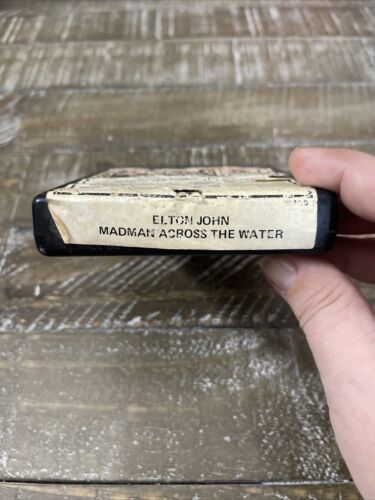 ELTON JOHN
MADMAN ACROSS THE WATER